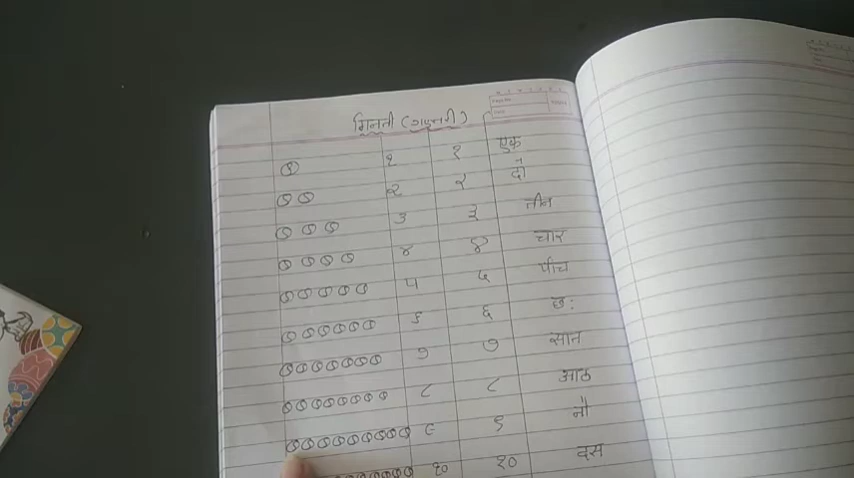 गिनती (गणनती)
१ १ एक
२ २ दो
३ ३ तीन
४ ४ चार
५ ५ पाँच
६ ६ छ:
७ ७ सात
८ ८ आठ
९ ९ नौ
१० १० दस